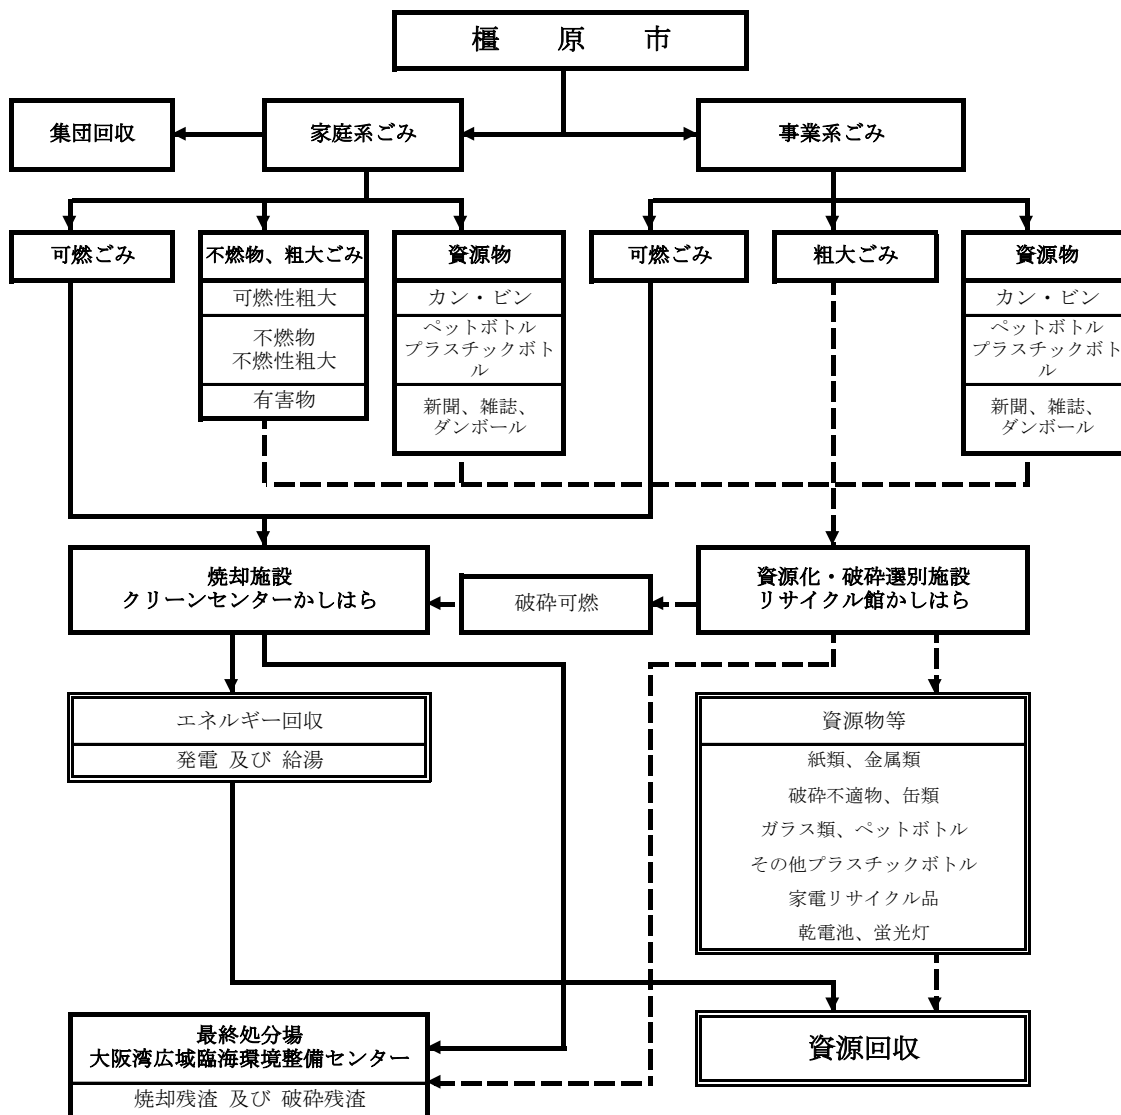 橿原市
集団回収
家庭系ごみ
事業系ごみ
可燃ごみ
不燃物、粗大ごみ
可燃性粗大
不燃物
不燃性粗大
有害物
資源物
カン・ビン
ペットボトル
プラスチックボト
ル
新聞、雑誌、
ダンボール
可燃ごみ
粗大ごみ
資源物
カン・ビン
ペットボトル
プラスチックボト
ル
新聞、雑誌、
ダンボール
焼却施設
クリーンセンターかしはら
破砕可燃
資源化・破砕選別施設
リサイクル館かしはら
エネルギー回収
発電 及び 給湯
資源物等
紙類、金属類
破砕不適物、缶類
ガラス類、ペットボトル
その他プラスチックボトル
家電リサイクル品
乾電池、蛍光灯
最終処分場
大阪湾広域臨海環境整備センター
焼却残渣 及び 破砕残渣
資源回収